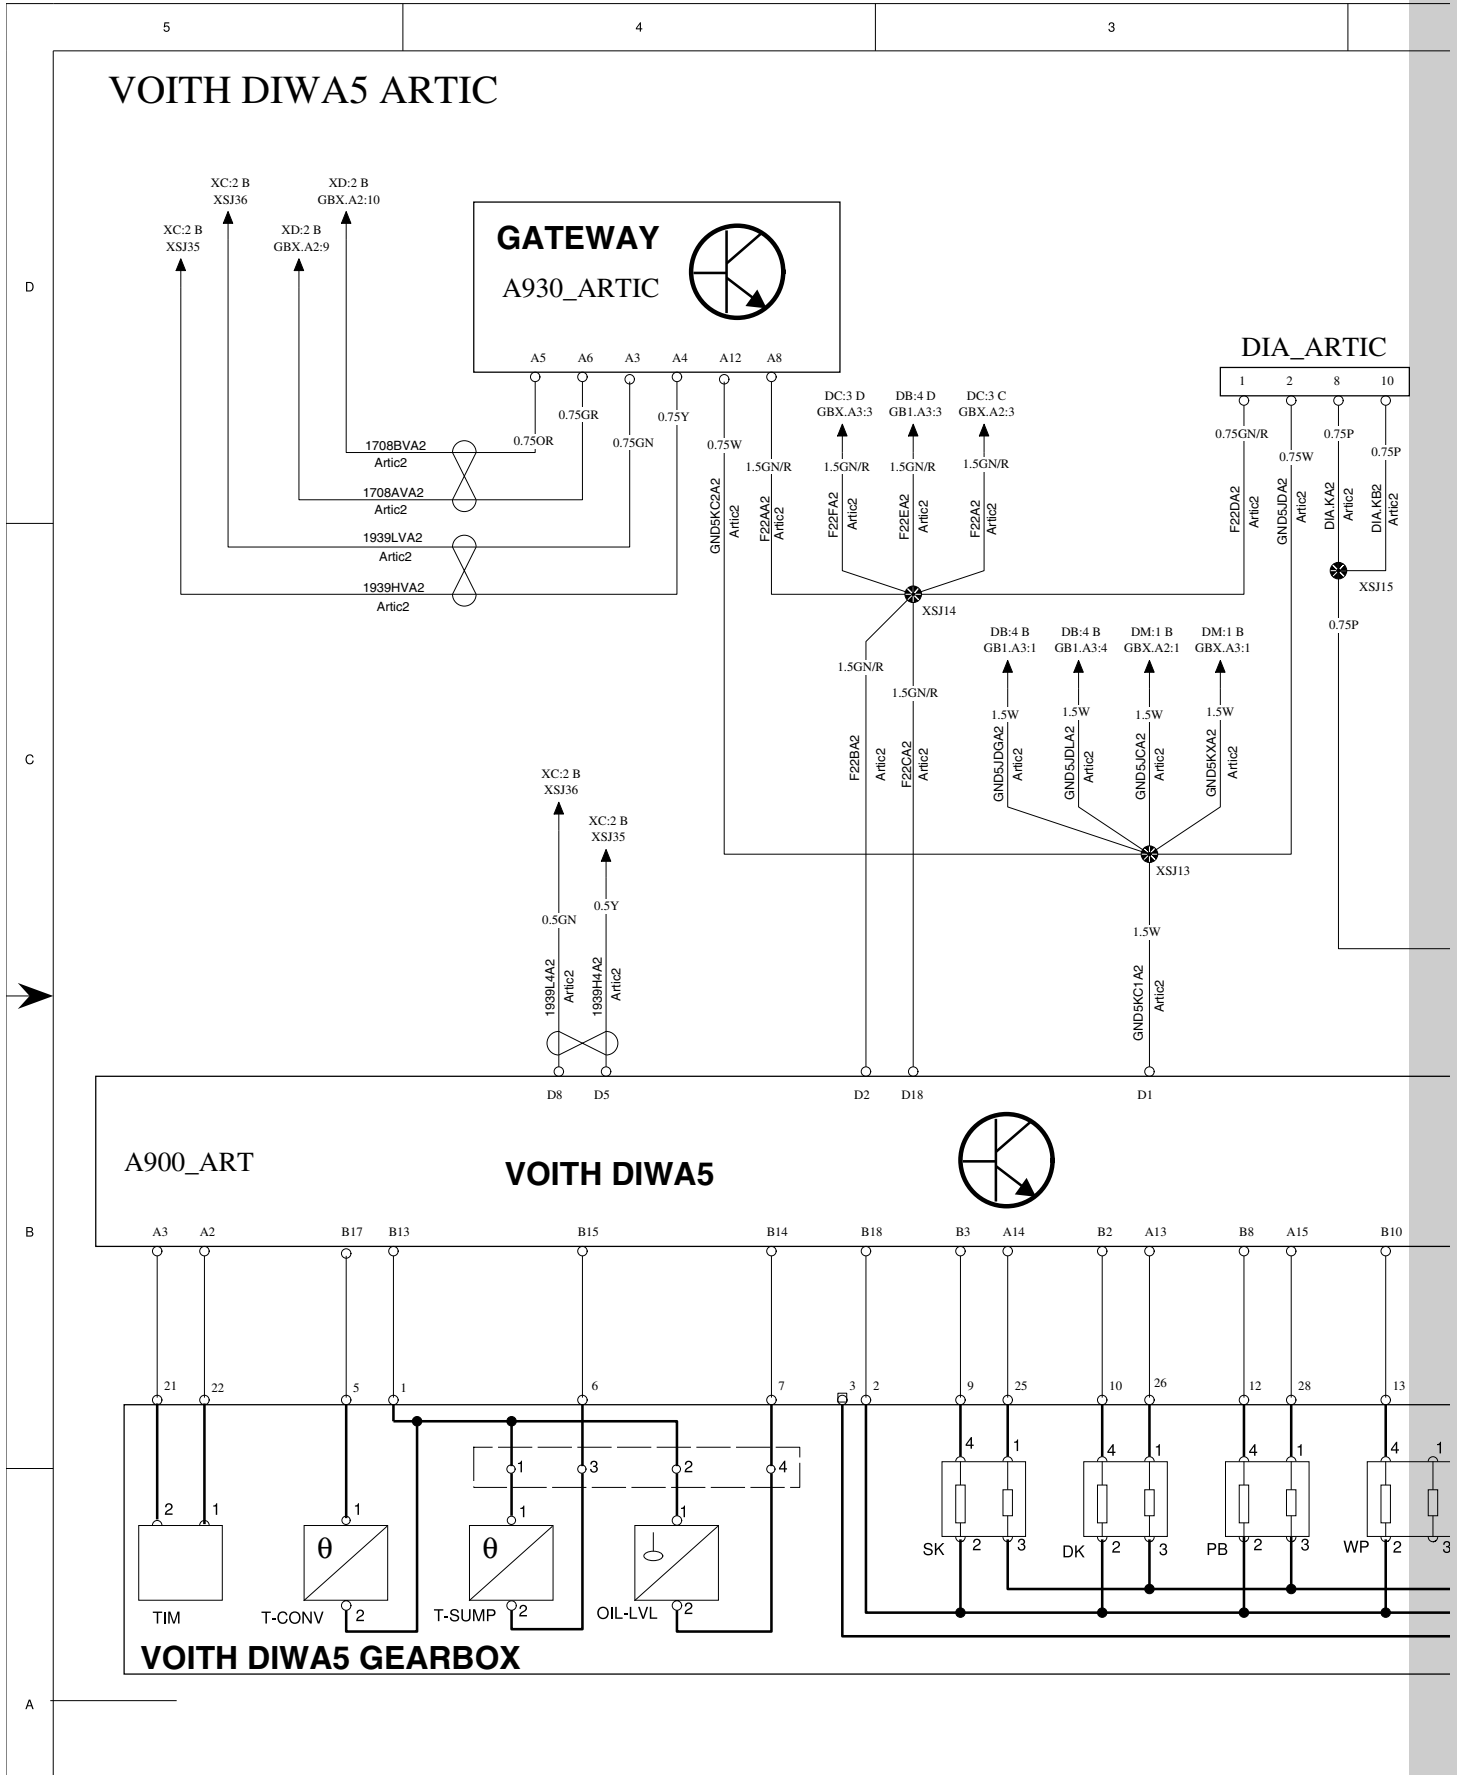 5 4 3
VOITH DIWA5 ARTIC
XC:2 B
XSJ36
XD:2 B
GBX.A2:10
XC:2 B
XSJ35
XD:2 B
GBX.A2:9
GATEWAY
A930_ARTIC
D
A5 A6 A3 A4 A12 A8
DIA_ARTIC
1 2 8 10
DC:3 D
GBX.A3:3
DB:4 D
GB1.A3:3
DC:3 C
GBX.A2:3
0.75OR 0.75GR 0.75GN 0.75Y 0.75W
1.5GN/R 1.5GN/R 1.5GN/R 1.5GN/R
0.75GN/R 0.75W 0.75P 0.75P
1708BVA2
Artic2
1708AVA2
Artic2
1939LVA2
Artic2
1939HVA2
Artic2
GND5KC2A2
Artic2
F22AA2
Artic2
F22FA2
Artic2
F22EA2
Artic2
F22A2
Artic2
F22DA2
Artic2
GND5JDA2
Artic2
DIA.KA2
Artic2
DIA.KB2
Artic2
XSJ14
XSJ15
0.75P
DB:4 B
GB1.A3:1
DB:4 B
GB1.A3:4
DM:1 B
GBX.A2:1
DM:1 B
GBX.A3:1
1.5GN/R
1.5GN/R
1.5W 1.5W 1.5W 1.5W
F22BA2
Artic2
F22CA2
Artic2
GND5JDGA2
Artic2
GND5JDLA2
Artic2
GND5JCA2
Artic2
GND5KXA2
Artic2
C
XC:2 B
XSJ36
XC:2 B
XSJ35
XSJ13
0.5GN 0.5Y
1.5W
1939L4A2
Artic2
1939H4A2
Artic2
GND5KC1A2
Artic2
D8 D5 D2 D18 D1
A900_ART
VOITH DIWA5
B
A3 A2 B17 B13 B15 B14 B18 B3 A14 B2 A13 B8 A15 B10
21 22 5 1 6 7 3 2 9 25 10 26 12 28 13
4 1 4 1 4 1 4 1
1 3 2 4
2 1 1 1 1
θ θ
SK 2 3 DK 2 3 PB 2 3 WP 2 3
TIM T-CONV 2 T-SUMP 2 OIL-LVL 2
VOITH DIWA5 GEARBOX
A